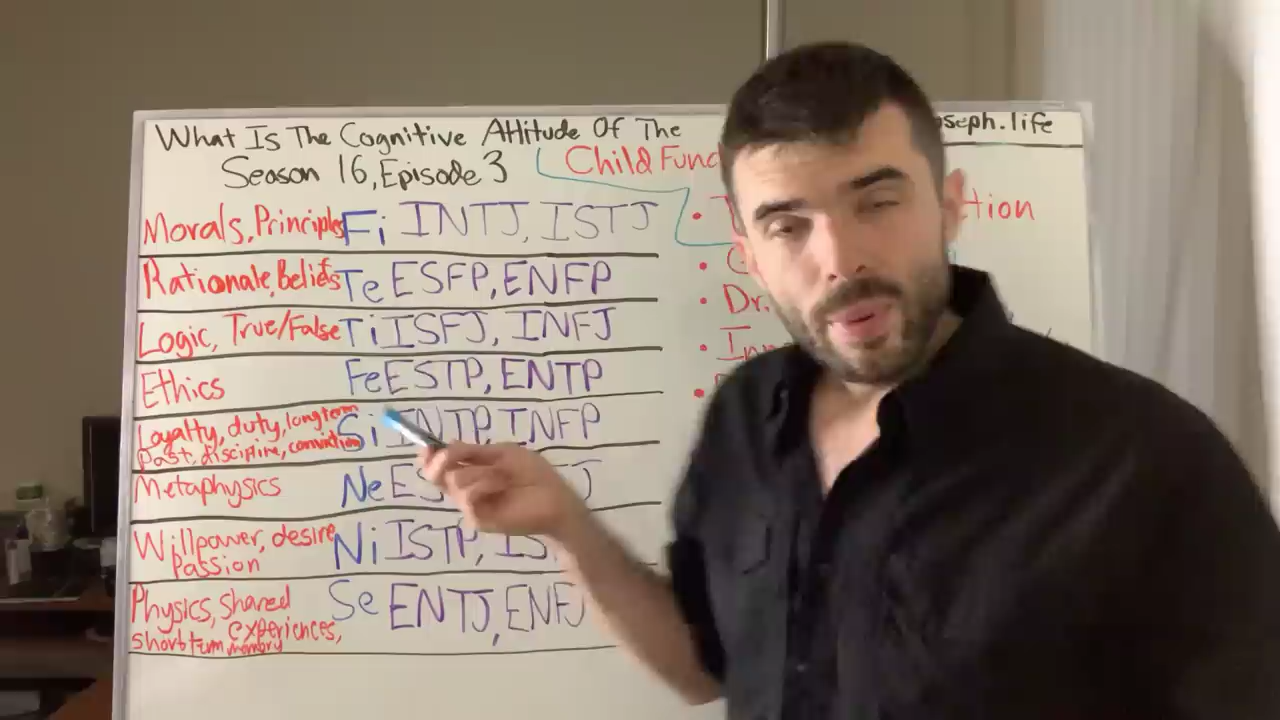 What Is The Cognitive Attitude Of The
Season 16, Episode 3
Child Func
seph.life
Morals, Principles Fi INTJ, ISTJ
Rationale, Beliefs Te ESFP, ENFP
Logic, True/False Ti ISFJ, INFJ
Ethics Fe ESTP, ENTP
Loyalty, duty, longterm
past, discipline, conviction Si INTP, INFP
Metaphysics Ne ES J
Willpower, desire Ni ISTP, IS
Passion
Physics, shared Se ENTJ, ENFJ
experiences,
short term memory
tion
Dr.